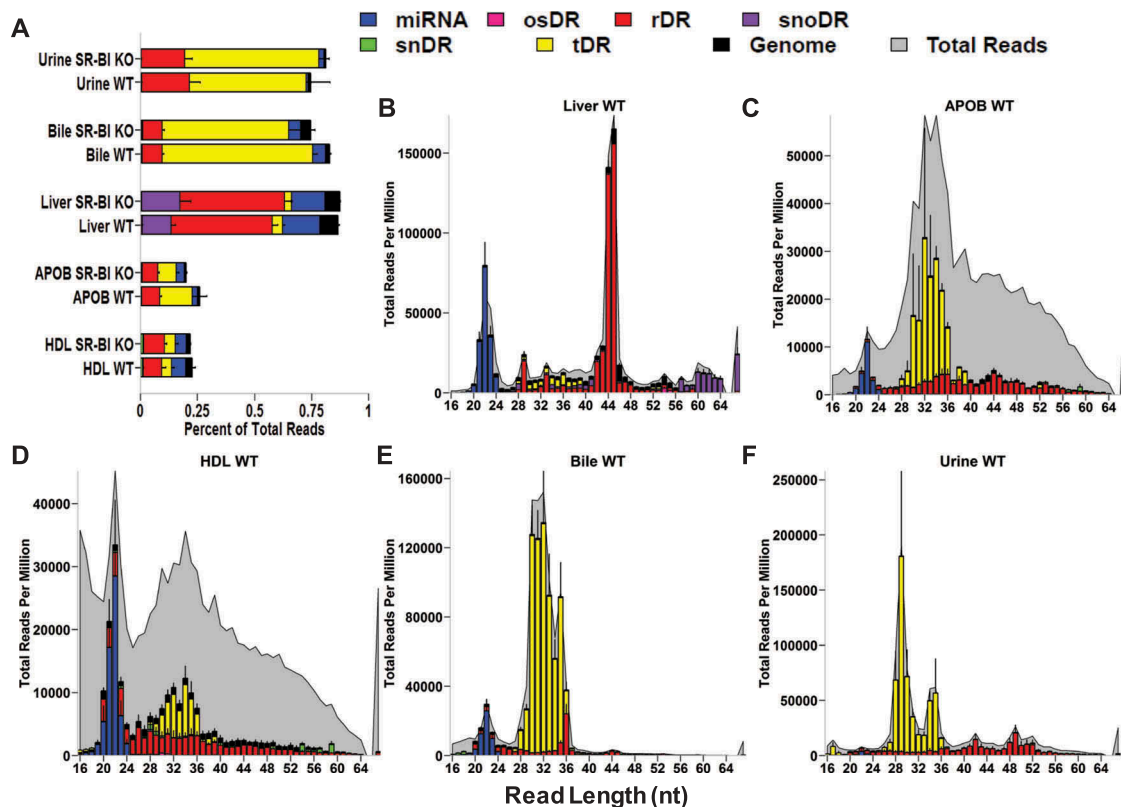 miRNA osDR rDR snoDR
snDR tDR Genome Total Reads
A
Urine SR-BI KO
Urine WT
Bile SR-BI KO
Bile WT
Liver SR-BI KO
Liver WT
APOB SR-BI KO
APOB WT
HDL SR-BI KO
HDL WT
0 0.25 0.5 0.75 1
Percent of Total Reads
B
Liver WT
Total Reads Per Million
150000
100000
50000
0
16 20 24 28 32 36 40 44 48 52 56 60 64
C
APOB WT
Total Reads Per Million
50000
40000
30000
20000
10000
0
16 20 24 28 32 36 40 44 48 52 56 60 64
D
HDL WT
Total Reads Per Million
40000
30000
20000
10000
0
16 20 24 28 32 36 40 44 48 52 56 60 64
E
Bile WT
Total Reads Per Million
160000
120000
80000
40000
0
16 20 24 28 32 36 40 44 48 52 56 60 64
F
Urine WT
Total Reads Per Million
250000
200000
150000
100000
50000
0
16 20 24 28 32 36 40 44 48 52 56 60 64
Read Length (nt)